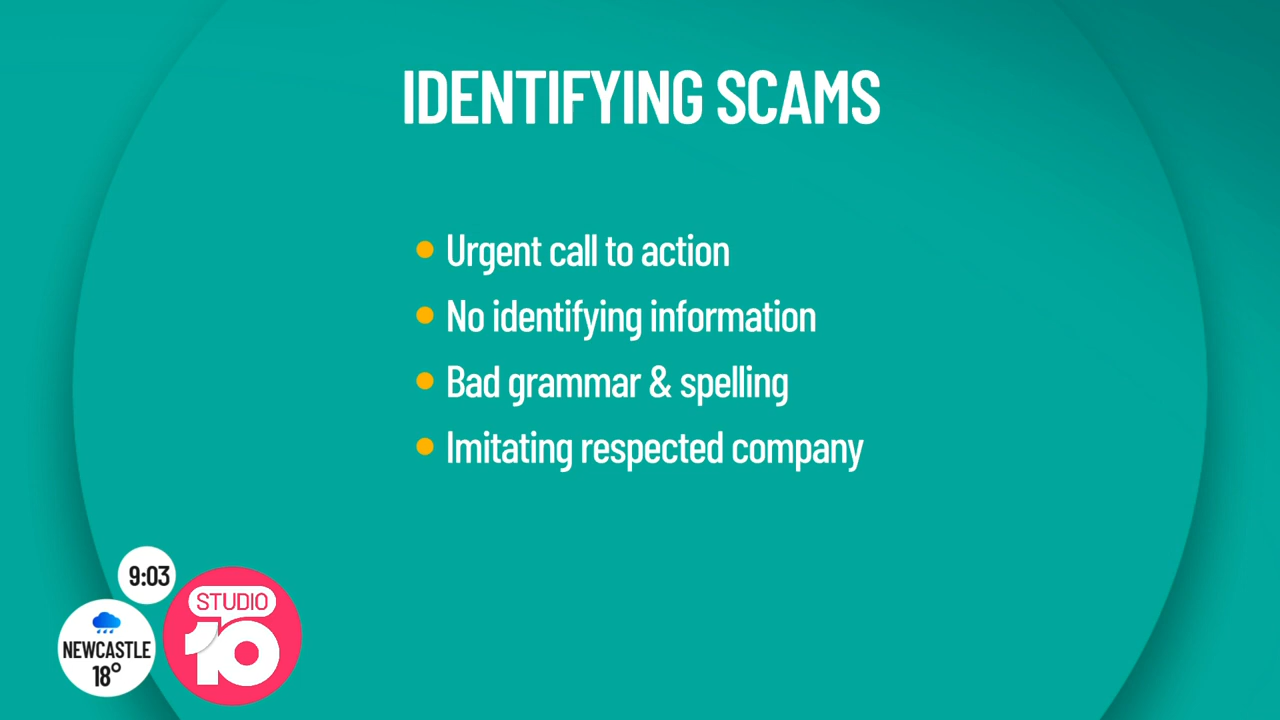 IDENTIFYING SCAMS
Urgent call to action
No identifying information
Bad grammar & spelling
Imitating respected company
9:03
NEWCASTLE
18°
STUDIO
10